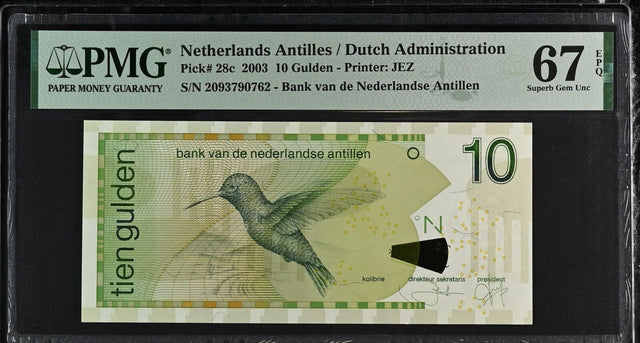 PMG
PAPER MONEY GUARANTY
Netherlands Antilles / Dutch Administration
Pick# 28c 2003 10 Gulden - Printer: JEZ
S/N 2093790762 - Bank van de Nederlandse Antillen
67 EPQ
Superb Gem Unc
bank van de nederlandse antillen
10
tien gulden
N
kolibrie
direkteur sekretaris
president